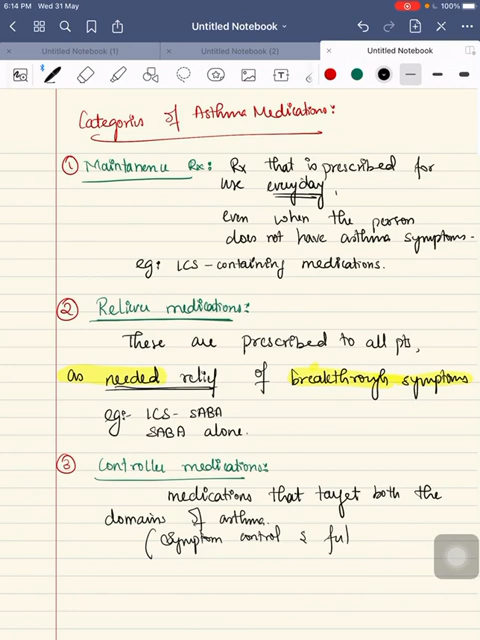 6:14 PM Wed 31 May
100%
Untitled Notebook
Untitled Notebook (1)
Untitled Notebook (2)
Untitled Notebook
Categoris of Asthma Medications:
① Maintanence Rx: Rx that is prescribed for
use everyday,
even when the person
does not have asthma symptoms.
eg: ICS-containing medications.
② Reliever medications:
These are prescribed to all pts,
as needed relief of breakthrough symptoms
eg:- ICS- SABA
SABA alone.
③ Controller medications:
medications that target both the
domains of asthma.
(symptom control & fu